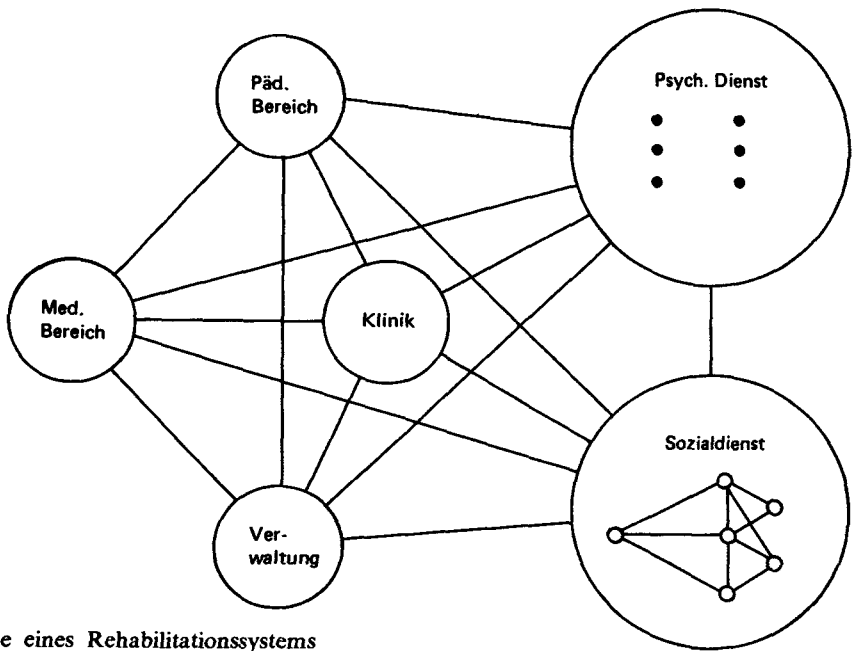 Päd.
Bereich
Psych. Dienst
Med.
Bereich
Klinik
Sozialdienst
Ver-
waltung
e eines Rehabilitationssystems